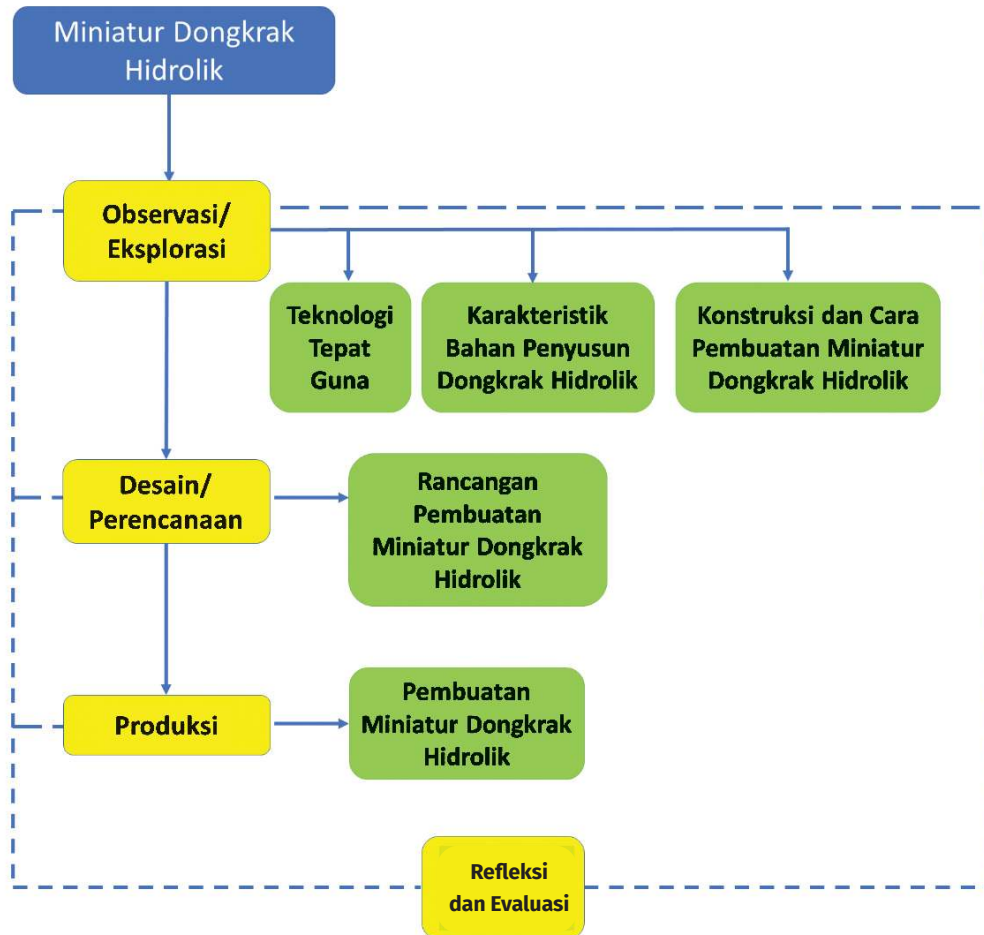 Miniatur Dongkrak
Hidrolik
Observasi/
Eksplorasi
Teknologi
Tepat
Guna
Karakteristik
Bahan Penyusun
Dongkrak Hidrolik
Konstruksi dan Cara
Pembuatan Miniatur
Dongkrak Hidrolik
Desain/
Perencanaan
Rancangan
Pembuatan
Miniatur Dongkrak
Hidrolik
Produksi
Pembuatan
Miniatur Dongkrak
Hidrolik
Refleksi
dan Evaluasi